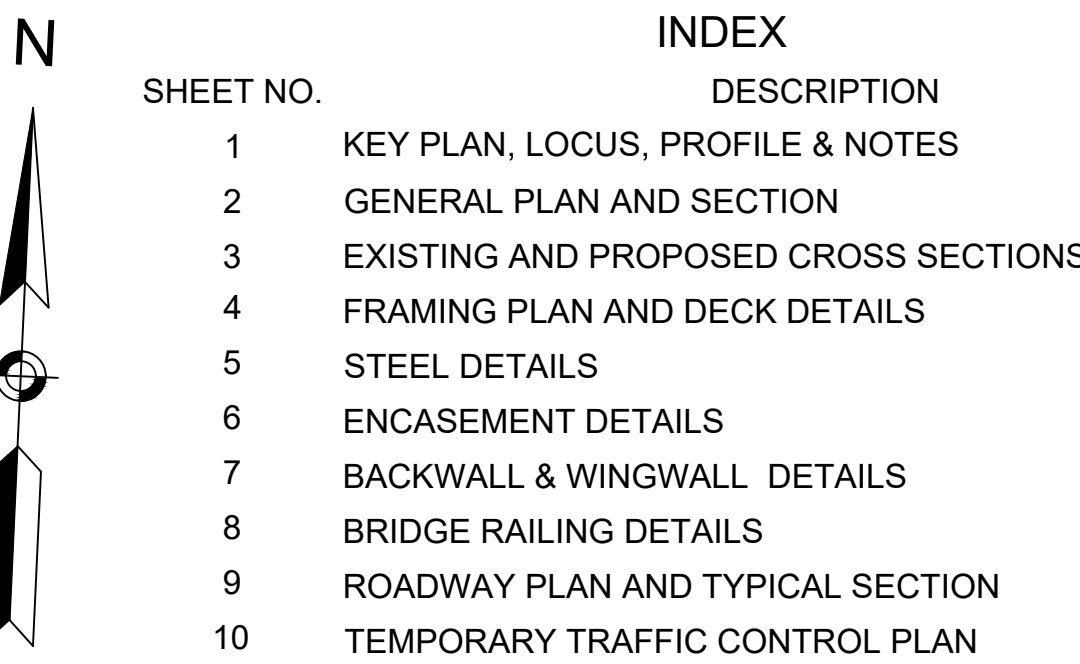 N
INDEX
SHEET NO. DESCRIPTION
1 KEY PLAN, LOCUS, PROFILE & NOTES
2 GENERAL PLAN AND SECTION
3 EXISTING AND PROPOSED CROSS SECTIONS
4 FRAMING PLAN AND DECK DETAILS
5 STEEL DETAILS
6 ENCASEMENT DETAILS
7 BACKWALL & WINGWALL DETAILS
8 BRIDGE RAILING DETAILS
9 ROADWAY PLAN AND TYPICAL SECTION
10 TEMPORARY TRAFFIC CONTROL PLAN